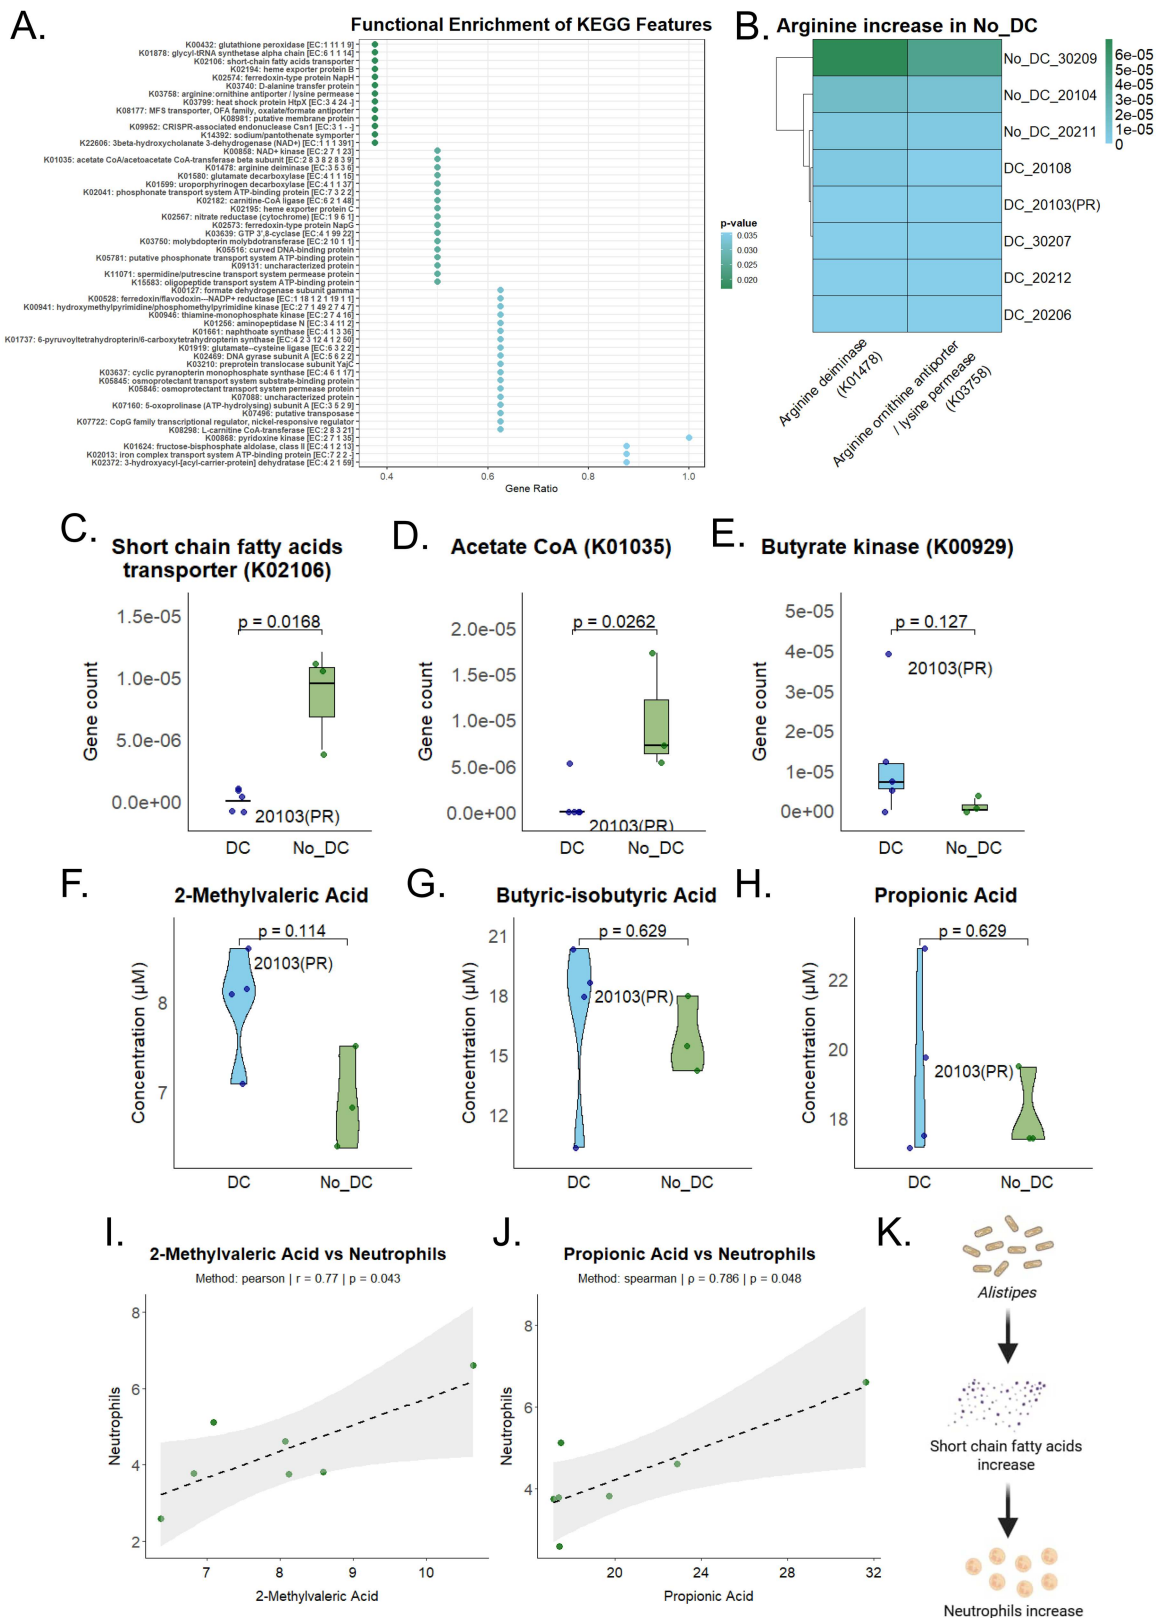 A.
Functional Enrichment of KEGG Features
K00432: glutathione peroxidase [EC:1 11 1 9]
K01878: glycyl-tRNA synthetase alpha chain [EC:6 1 1 14]
K02106: short-chain fatty acids transporter
K02194: heme exporter protein B
K02574: ferredoxin-type protein NapH
K03740: D-alanine transfer protein
K03758: arginine:ornithine antiporter / lysine permease
K03799: heat shock protein HtpX [EC:3 4 24 -]
K08177: MFS transporter, OFA family, oxalate/formate antiporter
K08981: putative membrane protein
K09952: CRISPR-associated endonuclease Csn1 [EC:3 1 - -]
K14392: sodium/pantothenate symporter
K22606: 3beta-hydroxycholanate 3-dehydrogenase (NAD+) [EC:1 1 1 391]
K00858: NAD+ kinase [EC:2 7 1 23]
K01035: acetate CoA/acetoacetate CoA-transferase beta subunit [EC:2 8 3 8 2 8 3 9]
K01478: arginine deiminase [EC:3 5 3 6]
K01580: glutamate decarboxylase [EC:4 1 1 15]
K01599: uroporphyrinogen decarboxylase [EC:4 1 1 37]
K02041: phosphonate transport system ATP-binding protein [EC:7 3 2 2]
K02182: carnitine-CoA ligase [EC:6 2 1 48]
K02195: heme exporter protein C
K02567: nitrate reductase (cytochrome) [EC:1 9 6 1]
K02573: ferredoxin-type protein NapG
K03639: GTP 3',8-cyclase [EC:4 1 99 22]
K03750: molybdopterin molybdotransferase [EC:2 10 1 1]
K05516: curved DNA-binding protein
K05781: putative phosphonate transport system ATP-binding protein
K09131: uncharacterized protein
K11071: spermidine/putrescine transport system permease protein
K15583: oligopeptide transport system ATP-binding protein
K00127: formate dehydrogenase subunit gamma
K00528: ferredoxin/flavodoxin---NADP+ reductase [EC:1 18 1 2 1 19 1 1]
K00941: hydroxymethylpyrimidine/phosphomethylpyrimidine kinase [EC:2 7 1 49 2 7 4 7]
K00946: thiamine-monophosphate kinase [EC:2 7 4 16]
K01256: aminopeptidase N [EC:3 4 11 2]
K01661: naphthoate synthase [EC:4 1 3 36]
K01737: 6-pyruvoyltetrahydropterin/6-carboxytetrahydropterin synthase [EC:4 2 3 12 4 1 2 50]
K01919: glutamate--cysteine ligase [EC:6 3 2 2]
K02469: DNA gyrase subunit A [EC:5 6 2 2]
K03210: preprotein translocase subunit YajC
K03637: cyclic pyranopterin monophosphate synthase [EC:4 6 1 17]
K05845: osmoprotectant transport system substrate-binding protein
K05846: osmoprotectant transport system permease protein
K07088: uncharacterized protein
K07160: 5-oxoprolinase (ATP-hydrolysing) subunit A [EC:3 5 2 9]
K07496: putative transposase
K07722: CopG family transcriptional regulator, nickel-responsive regulator
K08298: L-carnitine CoA-transferase [EC:2 8 3 21]
K00868: pyridoxine kinase [EC:2 7 1 35]
K01624: fructose-bisphosphate aldolase, class II [EC:4 1 2 13]
K02013: iron complex transport system ATP-binding protein [EC:7 2 2 -]
K02372: 3-hydroxyacyl-[acyl-carrier-protein] dehydratase [EC:4 2 1 59]
0.4 0.6 0.8 1.0
Gene Ratio
p-value
0.035
0.030
0.025
0.020
B.
Arginine increase in No_DC
No_DC_30209
No_DC_20104
No_DC_20211
DC_20108
DC_20103(PR)
DC_30207
DC_20212
DC_20206
6e-05
5e-05
4e-05
3e-05
2e-05
1e-05
0
Arginine deiminase
(K01478)
Arginine ornithine antiporter
/ lysine permease
(K03758)
C.
Short chain fatty acids
transporter (K02106)
Gene count
1.5e-05
1.0e-05
5.0e-06
0.0e+00
p = 0.0168
20103(PR)
DC No_DC
D.
Acetate CoA (K01035)
Gene count
2.0e-05
1.5e-05
1.0e-05
5.0e-06
0.0e+00
p = 0.0262
20103(PR)
DC No_DC
E.
Butyrate kinase (K00929)
Gene count
5e-05
4e-05
3e-05
2e-05
1e-05
0e+00
p = 0.127
20103(PR)
DC No_DC
F.
2-Methylvaleric Acid
Concentration (μM)
8
7
p = 0.114
20103(PR)
DC No_DC
G.
Butyric-isobutyric Acid
Concentration (μM)
21
18
15
12
p = 0.629
20103(PR)
DC No_DC
H.
Propionic Acid
Concentration (μM)
22
20
18
p = 0.629
20103(PR)
DC No_DC
I.
2-Methylvaleric Acid vs Neutrophils
Method: pearson | r = 0.77 | p = 0.043
Neutrophils
8
6
4
2
7 8 9 10
2-Methylvaleric Acid
J.
Propionic Acid vs Neutrophils
Method: spearman | ρ = 0.786 | p = 0.048
Neutrophils
8
6
4
20 24 28 32
Propionic Acid
K.
Alistipes
Short chain fatty acids
increase
Neutrophils increase